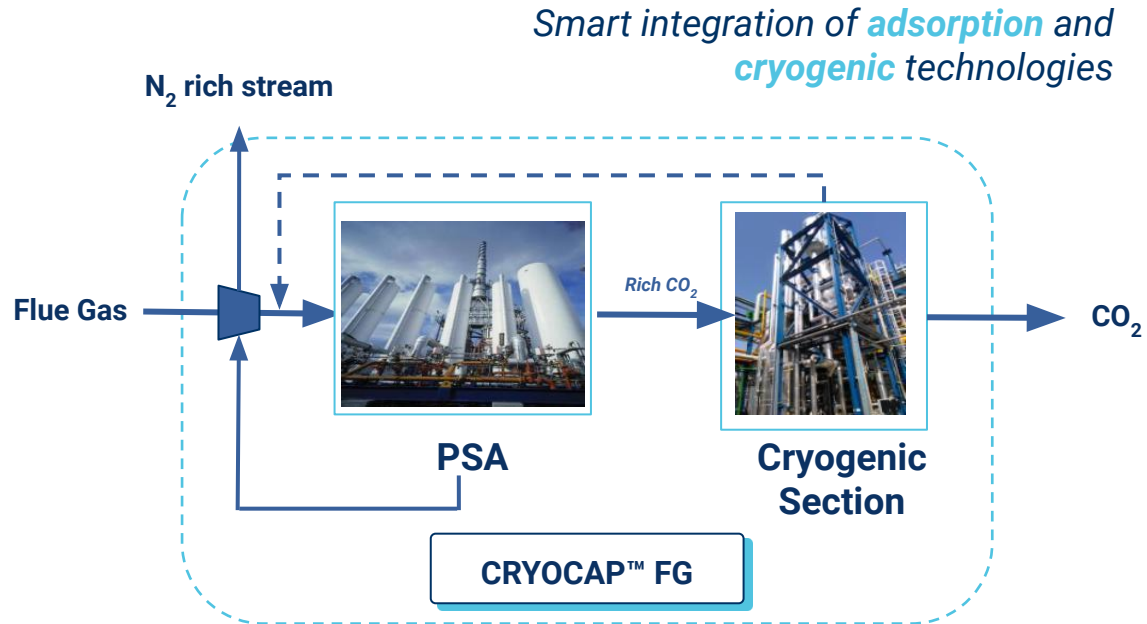 Smart integration of adsorption and
cryogenic technologies
N₂ rich stream
Flue Gas
Rich CO₂
CO₂
PSA
Cryogenic
Section
CRYOCAP™ FG